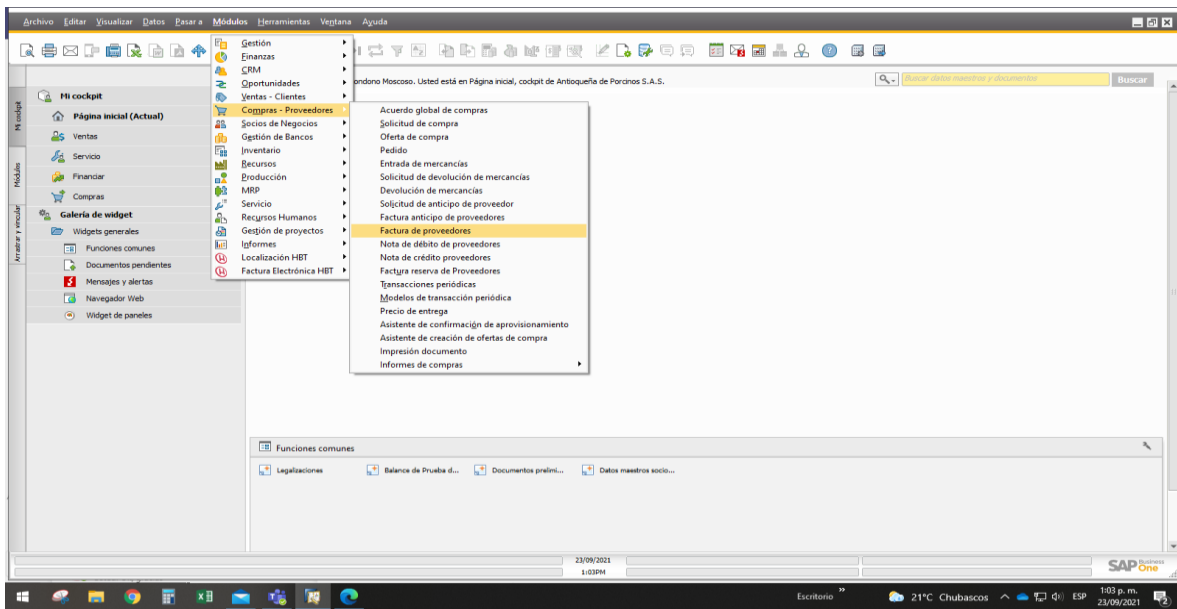 Archivo Editar Visualizar Datos Pasar a Módulos Herramientas Ventana Ayuda
ondono Moscoso. Usted está en Página inicial, cockpit de Antioqueña de Porcinos S.A.S.
Buscar datos maestros y documentos
Buscar
Mi cockpit
Módulos
Arrastrar y vincular
Mi cockpit
Página inicial (Actual)
Ventas
Servicio
Financiar
Compras
Galería de widget
Widgets generales
Funciones comunes
Documentos pendientes
Mensajes y alertas
Navegador Web
Widget de paneles
Gestión
Finanzas
CRM
Oportunidades
Ventas - Clientes
Compras - Proveedores
Socios de Negocios
Gestión de Bancos
Inventario
Recursos
Producción
MRP
Servicio
Recursos Humanos
Gestión de proyectos
Informes
Localización HBT
Factura Electrónica HBT
Acuerdo global de compras
Solicitud de compra
Oferta de compra
Pedido
Entrada de mercancías
Solicitud de devolución de mercancías
Devolución de mercancías
Solicitud de anticipo de proveedor
Factura anticipo de proveedores
Factura de proveedores
Nota de débito de proveedores
Nota de crédito proveedores
Factura reserva de Proveedores
Transacciones periódicas
Modelos de transacción periódica
Precio de entrega
Asistente de confirmación de aprovisionamiento
Asistente de creación de ofertas de compra
Impresión documento
Informes de compras
Funciones comunes
Legalizaciones
Balance de Prueba d...
Documentos prelimi...
Datos maestros socio...
23/09/2021
1:03PM
SAP Business One
Escritorio
21°C Chubascos
ESP
1:03 p. m.
23/09/2021
2